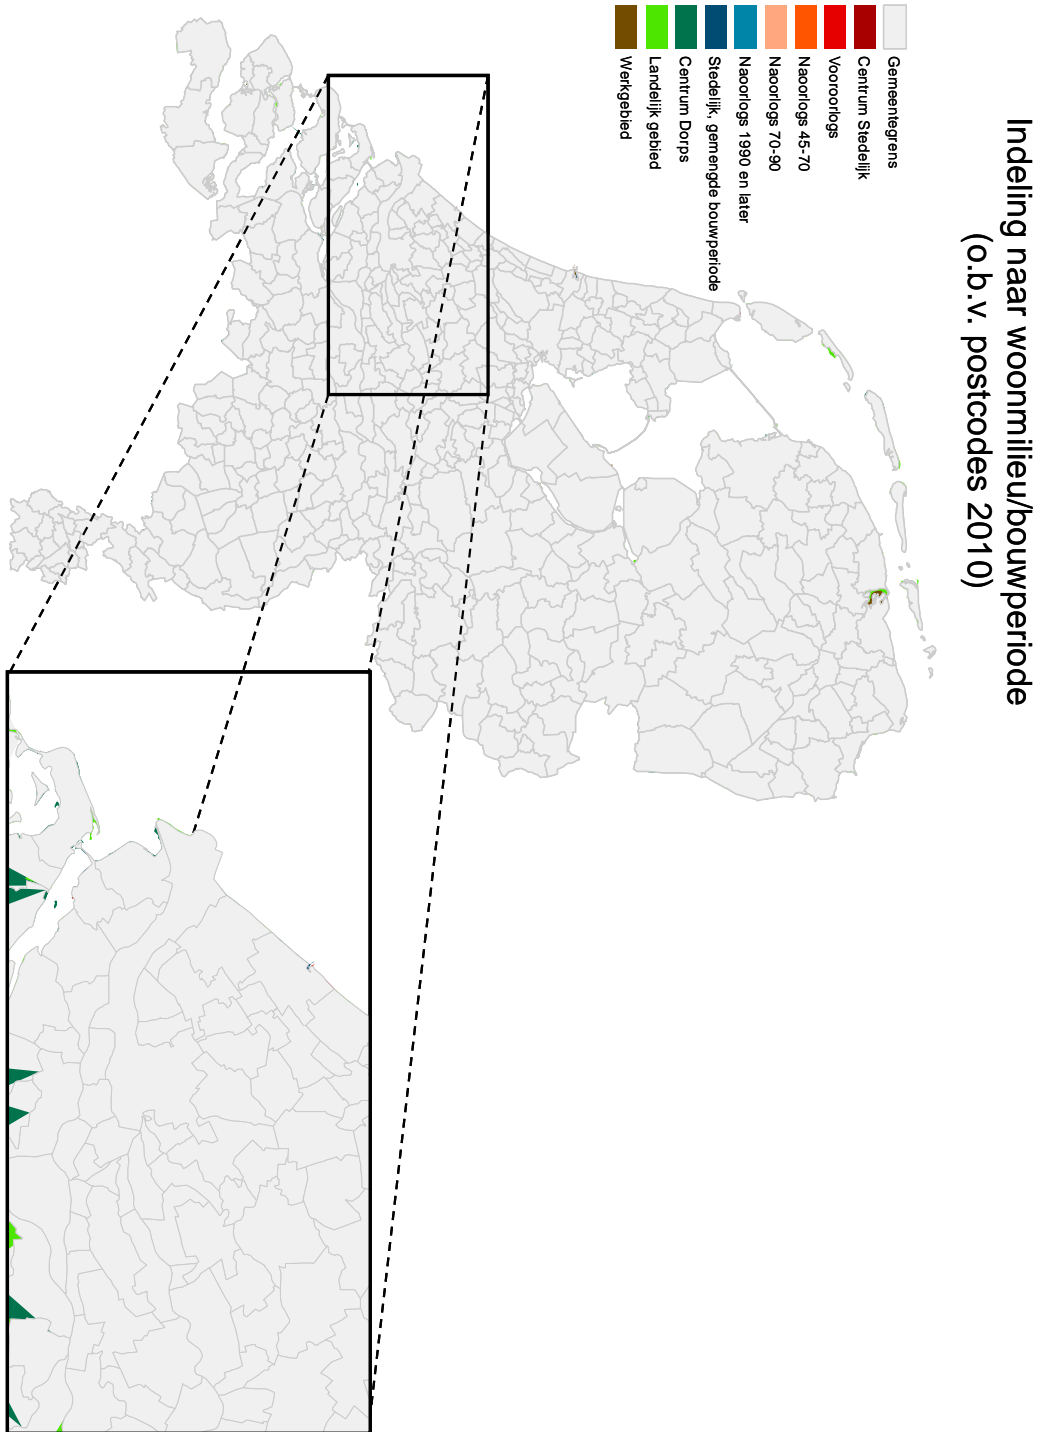 Indeling naar woonmilieu/bouwperiode
(o.b.v. postcodes 2010)
Gemeentegrens
Centrum Stedelijk
Vooroorlogs
Naoorlogs 45-70
Naoorlogs 70-90
Naoorlogs 1990 en later
Stedelijk, gemengde bouwperiode
Centrum Dorps
Landelijk gebied
Werkgebied